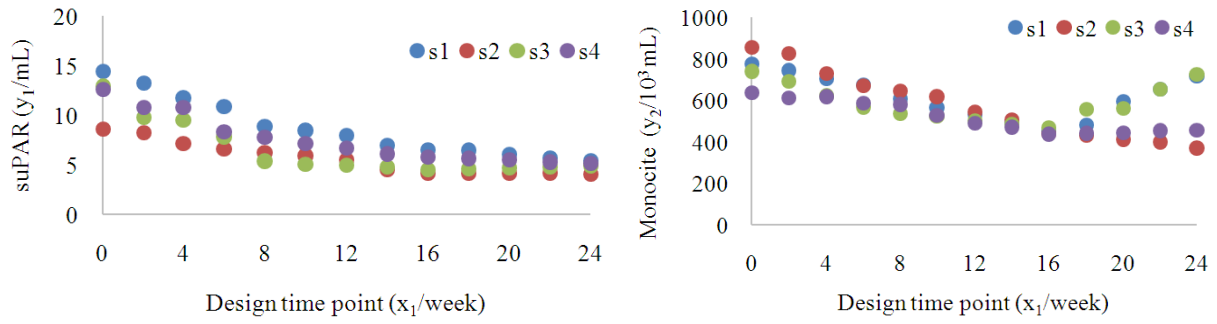 20
15
10
5
0
suPAR (y1/mL)
s1 s2 s3 s4
0 4 8 12 16 20 24
Design time point (x1/week)
1000
800
600
400
200
0
Monocite (y2/10³ mL)
s1 s2 s3 s4
0 4 8 12 16 20 24
Design time point (x1/week)